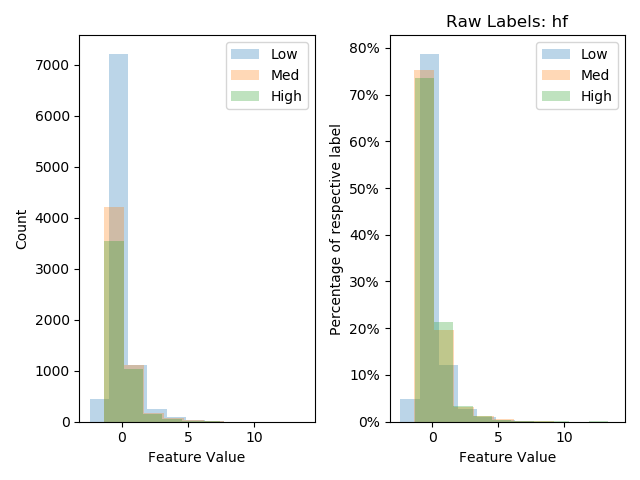 Raw Labels: hf
Count
7000
6000
5000
4000
3000
2000
1000
0
0
5
10
Feature Value
Low
Med
High
Percentage of respective label
80%
70%
60%
50%
40%
30%
20%
10%
0%
0
5
10
Feature Value
Low
Med
High